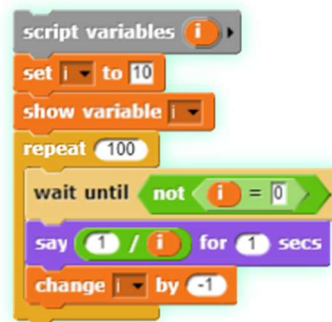 script variables i
set i to 10
show variable i
repeat 100
wait until not i = 0
say 1 / i for 1 secs
change i by -1